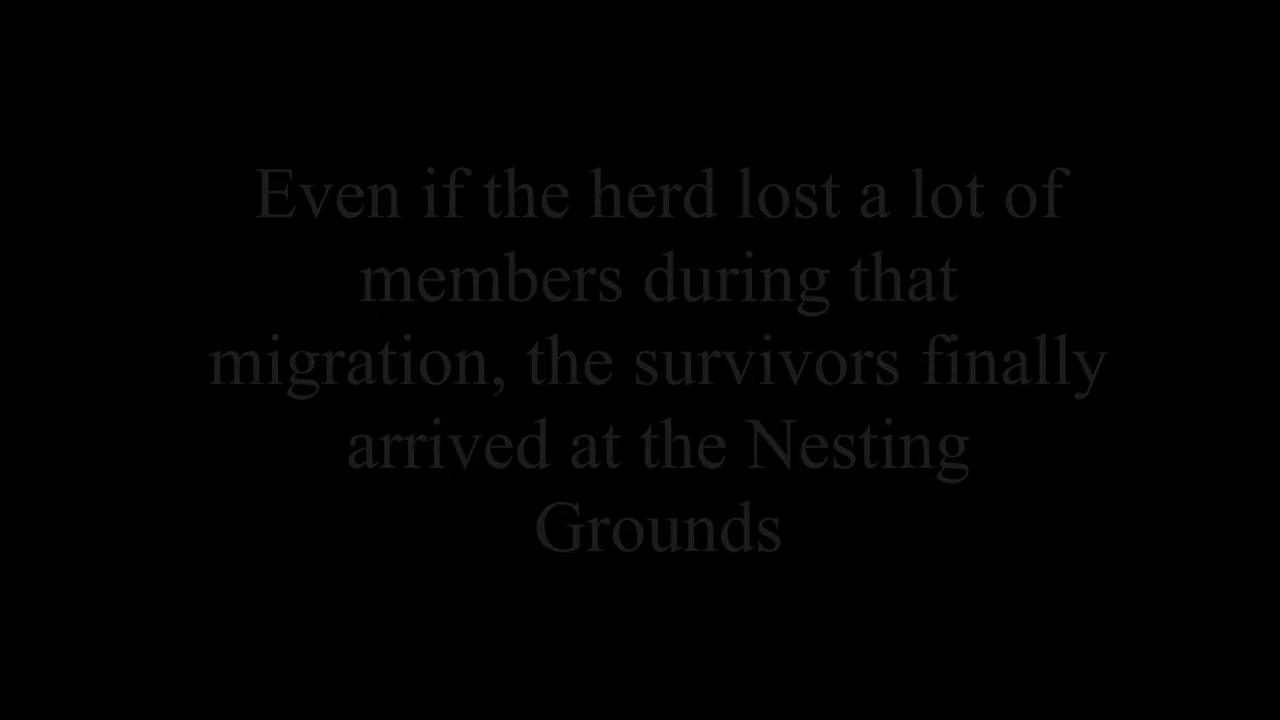 Even if the herd lost a lot of
members during that
migration, the survivors finally
arrived at the Nesting
Grounds